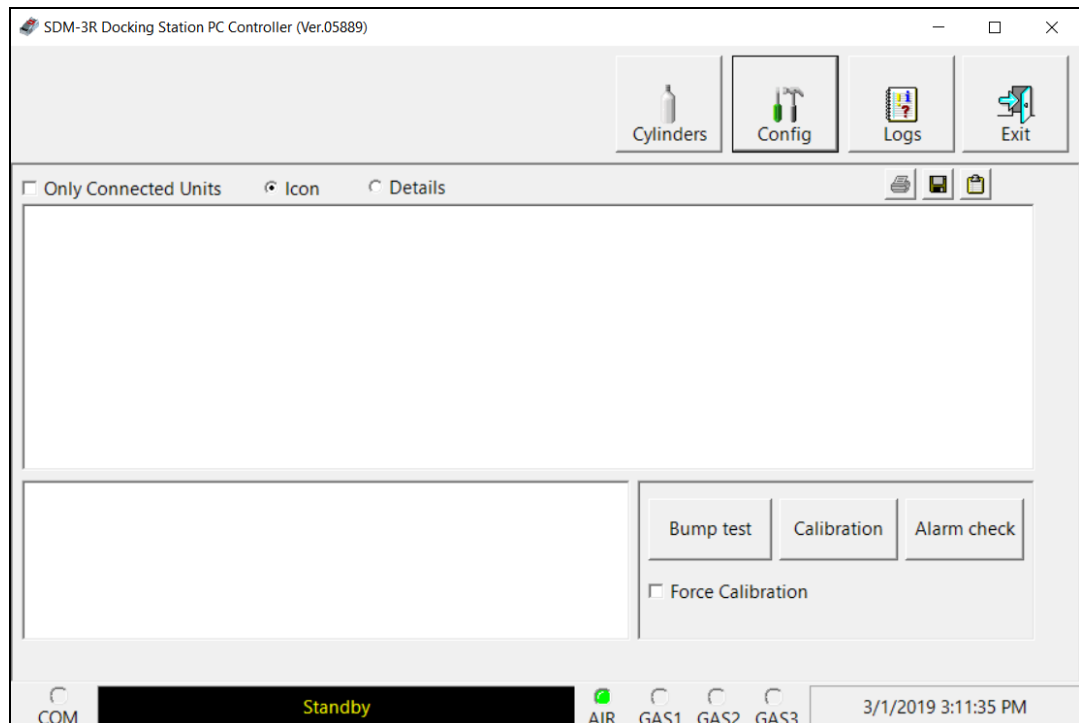 SDM-3R Docking Station PC Controller (Ver.05889)
Cylinders Config Logs Exit
Only Connected Units Icon Details
Bump test Calibration Alarm check
Force Calibration
COM Standby AIR GAS1 GAS2 GAS3 3/1/2019 3:11:35 PM